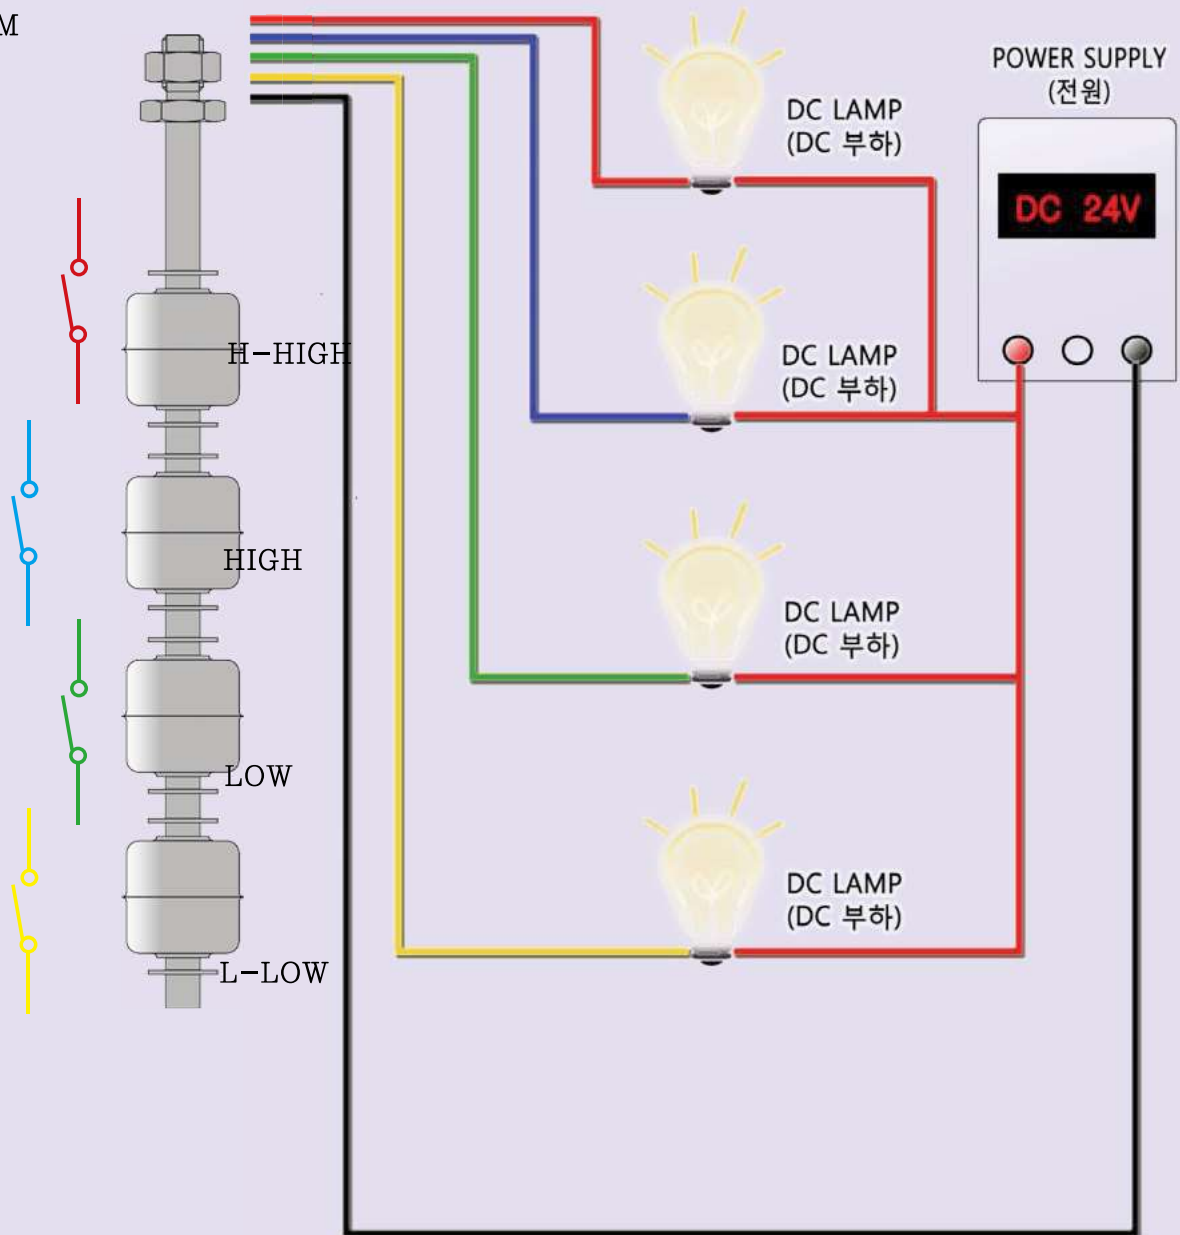 M
POWER SUPPLY
(전원)
DC LAMP
(DC 부하)
DC 24V
H-HIGH
DC LAMP
(DC 부하)
HIGH
DC LAMP
(DC 부하)
LOW
DC LAMP
(DC 부하)
L-LOW